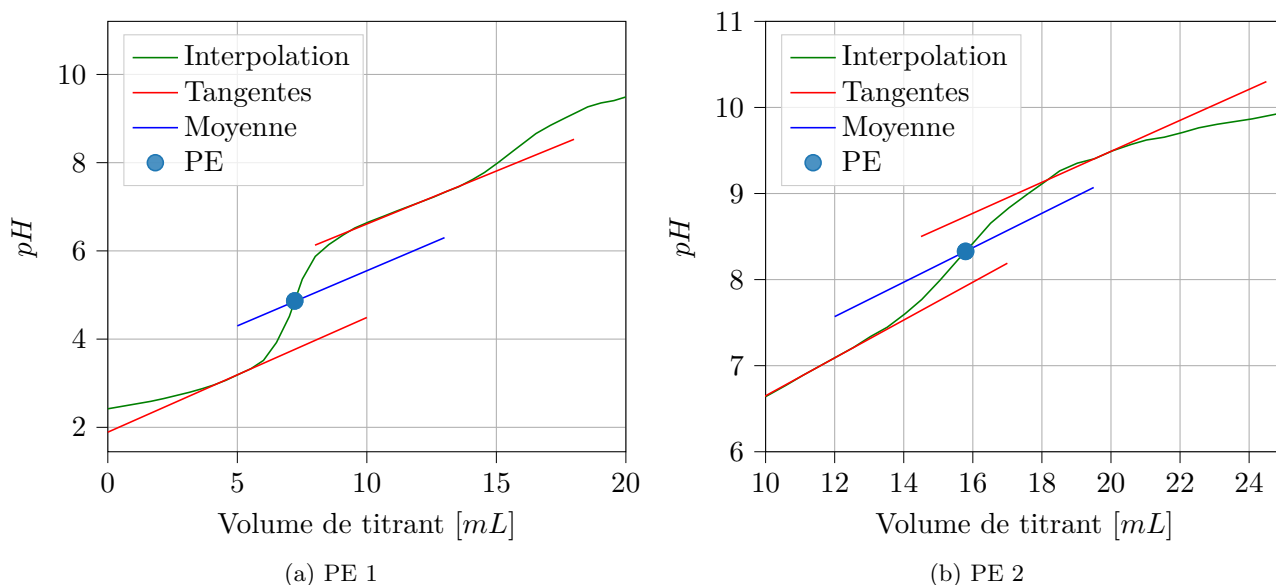 Interpolation
Tangentes
Moyenne
PE
pH
10
8
6
4
2
0 5 10 15 20
Volume de titrant [mL]
(a) PE 1
Interpolation
Tangentes
Moyenne
PE
pH
11
10
9
8
7
6
10 12 14 16 18 20 22 24
Volume de titrant [mL]
(b) PE 2